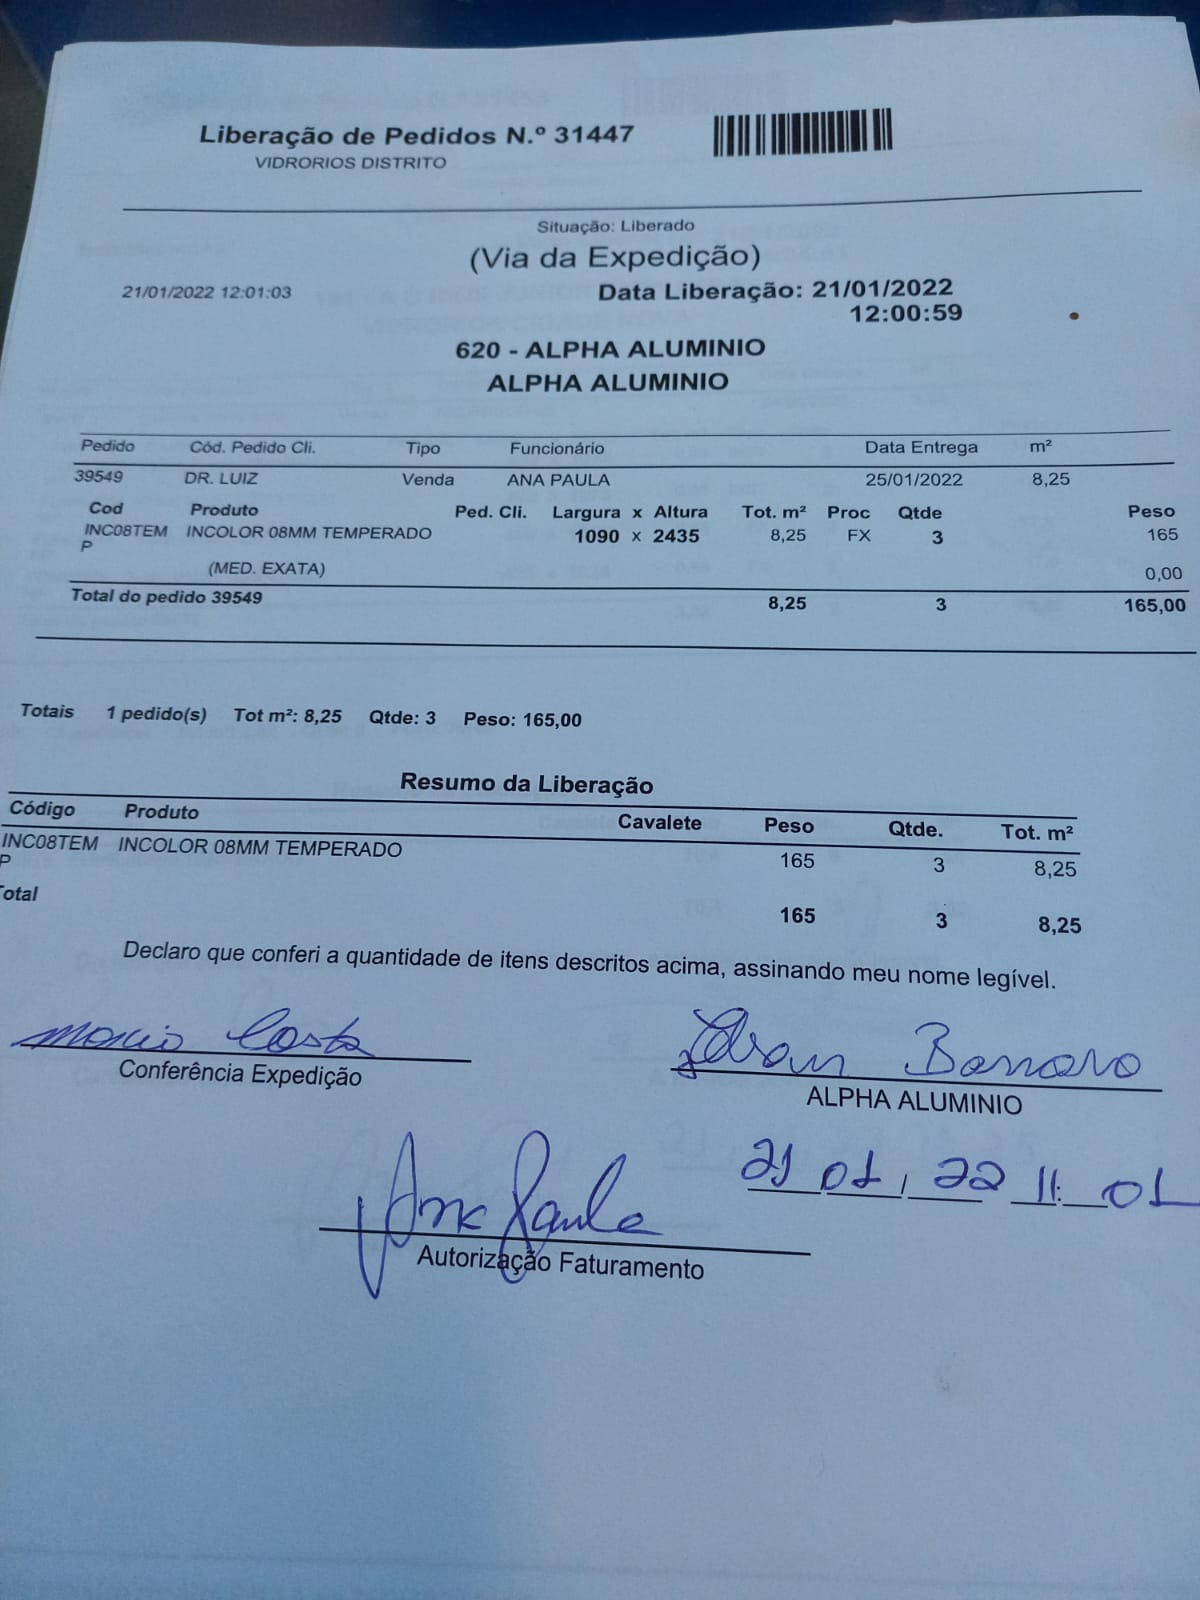 Liberação de Pedidos N.º 31447
VIDRORIOS DISTRITO
Situação: Liberado
(Via da Expedição)
21/01/2022 12:01:03 Data Liberação: 21/01/2022
12:00:59
620 - ALPHA ALUMINIO
ALPHA ALUMINIO
Pedido Cód. Pedido Cli. Tipo Funcionário Data Entrega m²
39549 DR. LUIZ Venda ANA PAULA 25/01/2022 8,25
Cod Produto Ped. Cli. Largura x Altura Tot. m² Proc Qtde Peso
INC08TEM INCOLOR 08MM TEMPERADO 1090 x 2435 8,25 FX 3 165
P
(MED. EXATA) 0,00
Total do pedido 39549 8,25 3 165,00
Totais 1 pedido(s) Tot m²: 8,25 Qtde: 3 Peso: 165,00
Resumo da Liberação
Código Produto Cavalete Peso Qtde. Tot. m²
INC08TEM INCOLOR 08MM TEMPERADO 165 3 8,25
P
Total 165 3 8,25
Declaro que conferi a quantidade de itens descritos acima, assinando meu nome legível.
Costa
Conferência Expedição
ALPHA ALUMINIO
Ana Paula 21 01 22 11: 01
Autorização Faturamento